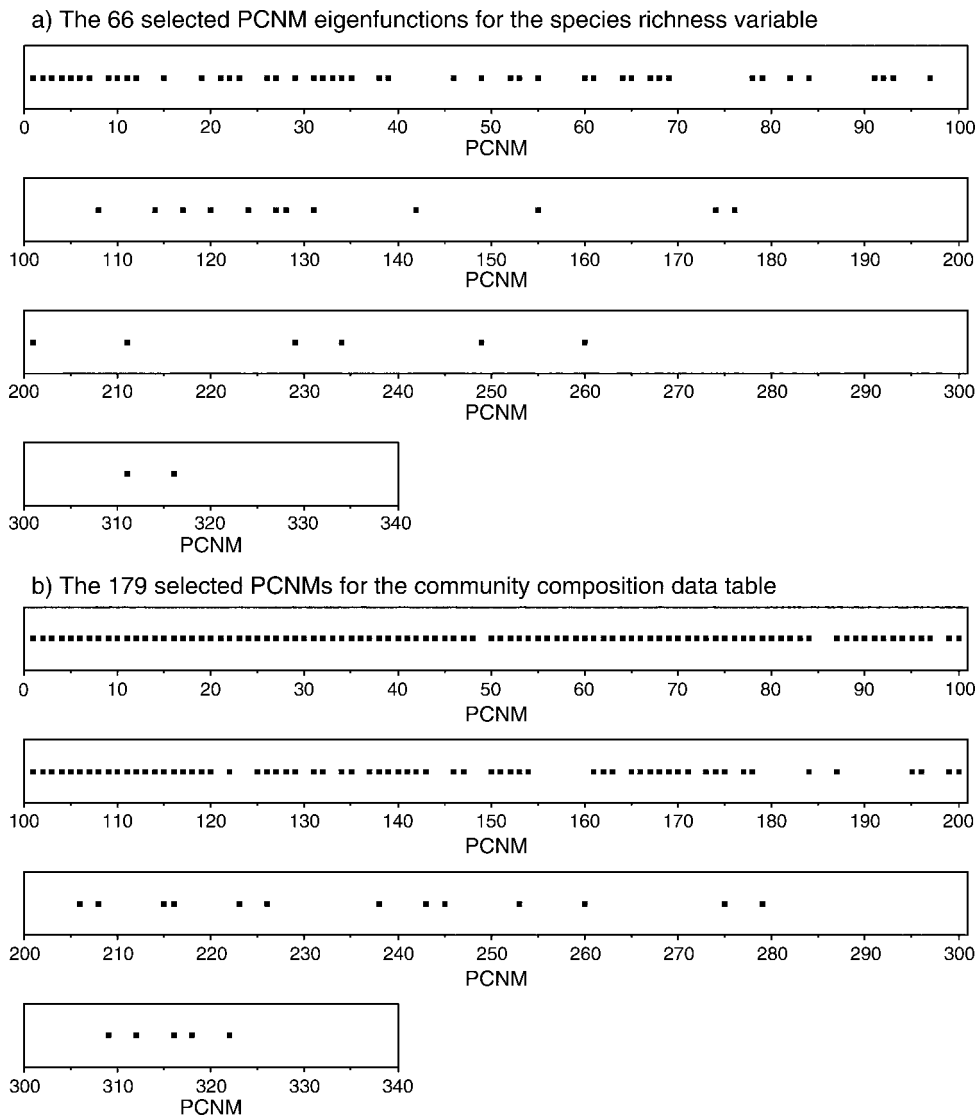 a) The 66 selected PCNM eigenfunctions for the species richness variable
0 10 20 30 40 50 60 70 80 90 100
PCNM
100 110 120 130 140 150 160 170 180 190 200
PCNM
200 210 220 230 240 250 260 270 280 290 300
PCNM
300 310 320 330 340
PCNM
b) The 179 selected PCNMs for the community composition data table
0 10 20 30 40 50 60 70 80 90 100
PCNM
100 110 120 130 140 150 160 170 180 190 200
PCNM
200 210 220 230 240 250 260 270 280 290 300
PCNM
300 310 320 330 340
PCNM